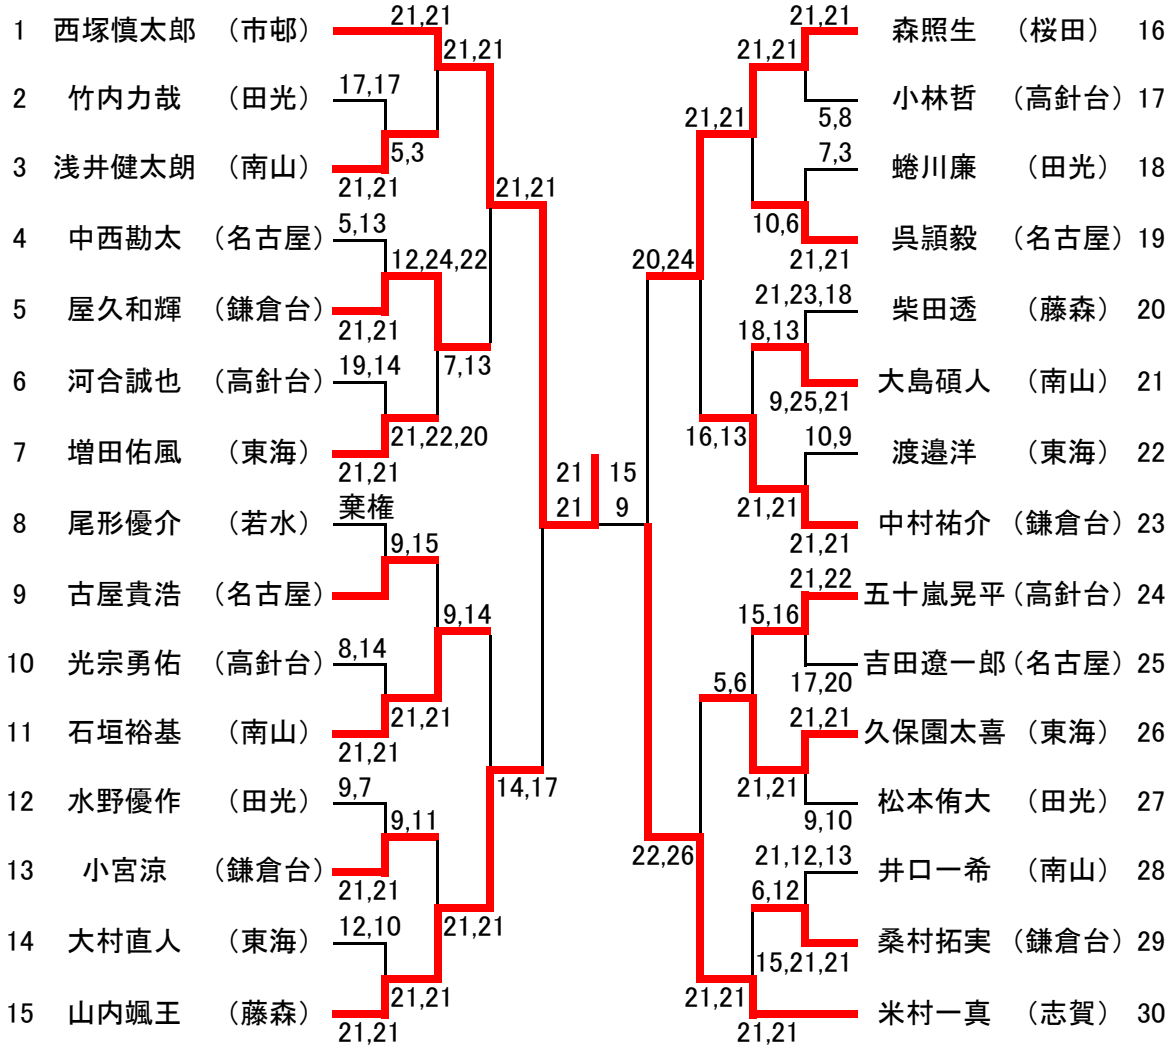 21,21
21,21
1 西塚慎太郎 (市邨)
森照生 (桜田) 16
21,21
21,21
17,17
2 竹内力哉 (田光)
小林哲 (高針台) 17
5,8
21,21
5,3
7,3
3 浅井健太朗 (南山)
蜷川廉 (田光) 18
21,21
21,21
5,13
10,6
4 中西勘太 (名古屋)
呉顗毅 (名古屋) 19
12,24,22
20,24
21,21
21,23,18
5 屋久和輝 (鎌倉台)
柴田透 (藤森) 20
21,21
18,13
19,14
7,13
6 河合誠也 (高針台)
大島碩人 (南山) 21
9,25,21
21,22,20
16,13
10,9
7 増田佑風 (東海)
渡邉洋 (東海) 22
21,21
21 15
棄権
21 9
21,21
8 尾形優介 (若水)
中村祐介 (鎌倉台) 23
9,15
21,21
21,22
9 古屋貴浩 (名古屋)
五十嵐晃平 (高針台) 24
9,14
15,16
8,14
10 光宗勇佑 (高針台)
吉田遼一郎 (名古屋) 25
5,6
17,20
21,21
21,21
11 石垣裕基 (南山)
久保園太喜 (東海) 26
21,21
9,7
14,17
21,21
12 水野優作 (田光)
松本侑大 (田光) 27
9,11
9,10
22,26
21,12,13
13 小宮涼 (鎌倉台)
井口一希 (南山) 28
21,21
6,12
12,10
21,21
14 大村直人 (東海)
桑村拓実 (鎌倉台) 29
15,21,21
21,21
21,21
15 山内颯王 (藤森)
米村一真 (志賀) 30
21,21
21,21